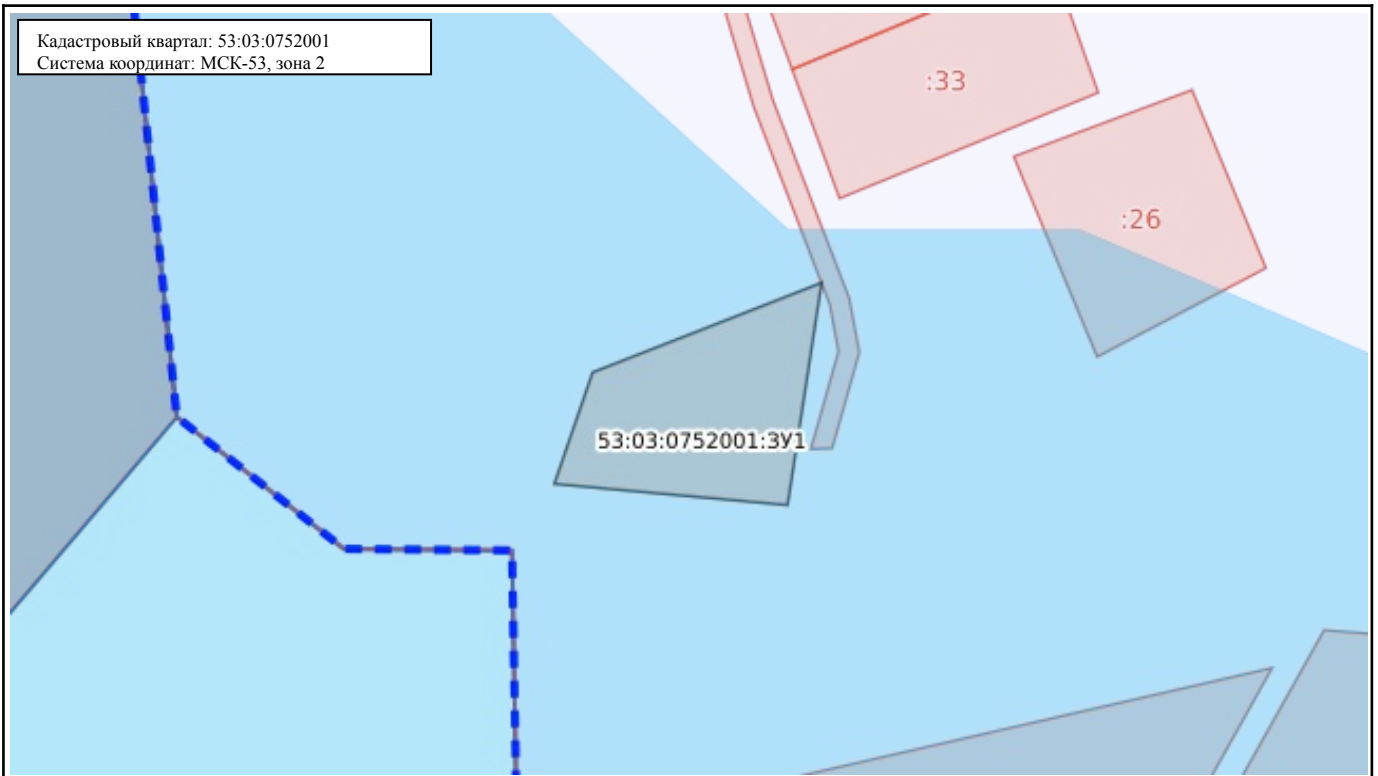 Кадастровый квартал: 53:03:0752001
Система координат: МСК-53, зона 2
:33
:26
53:03:0752001:ЗУ1